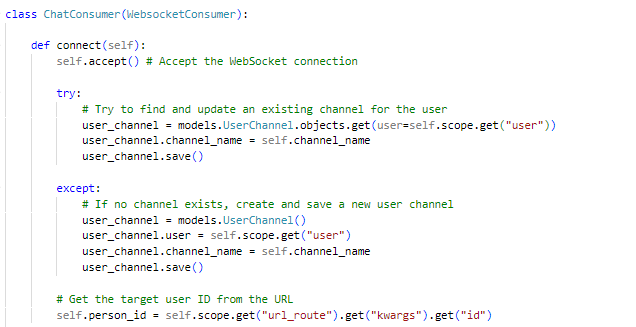 class ChatConsumer(WebsocketConsumer):
def connect(self):
self.accept() # Accept the WebSocket connection
try:
# Try to find and update an existing channel for the user
user_channel = models.UserChannel.objects.get(user=self.scope.get("user"))
user_channel.channel_name = self.channel_name
user_channel.save()
except:
# If no channel exists, create and save a new user channel
user_channel = models.UserChannel()
user_channel.user = self.scope.get("user")
user_channel.channel_name = self.channel_name
user_channel.save()
# Get the target user ID from the URL
self.person_id = self.scope.get("url_route").get("kwargs").get("id")